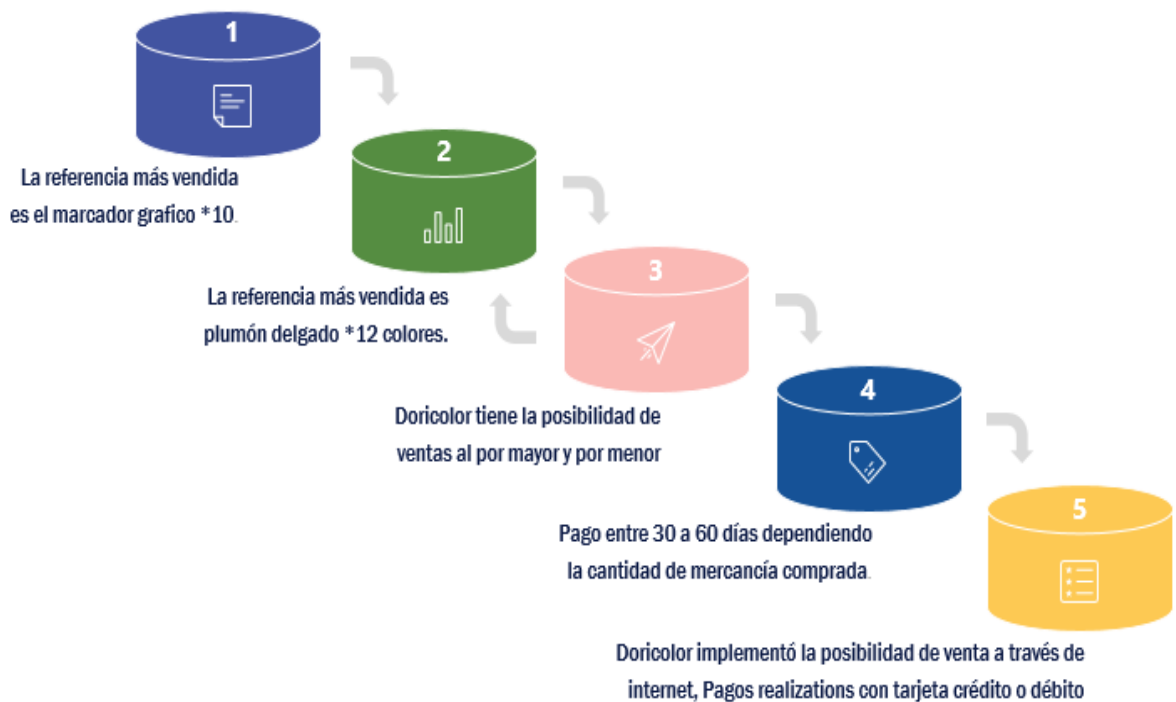 1
La referencia más vendida
es el marcador grafico *10.
2
La referencia más vendida es
plumón delgado *12 colores.
3
Doricolor tiene la posibilidad de
ventas al por mayor y por menor
4
Pago entre 30 a 60 días dependiendo
la cantidad de mercancía comprada.
5
Doricolor implementó la posibilidad de venta a través de
internet, Pagos realizations con tarjeta crédito o débito